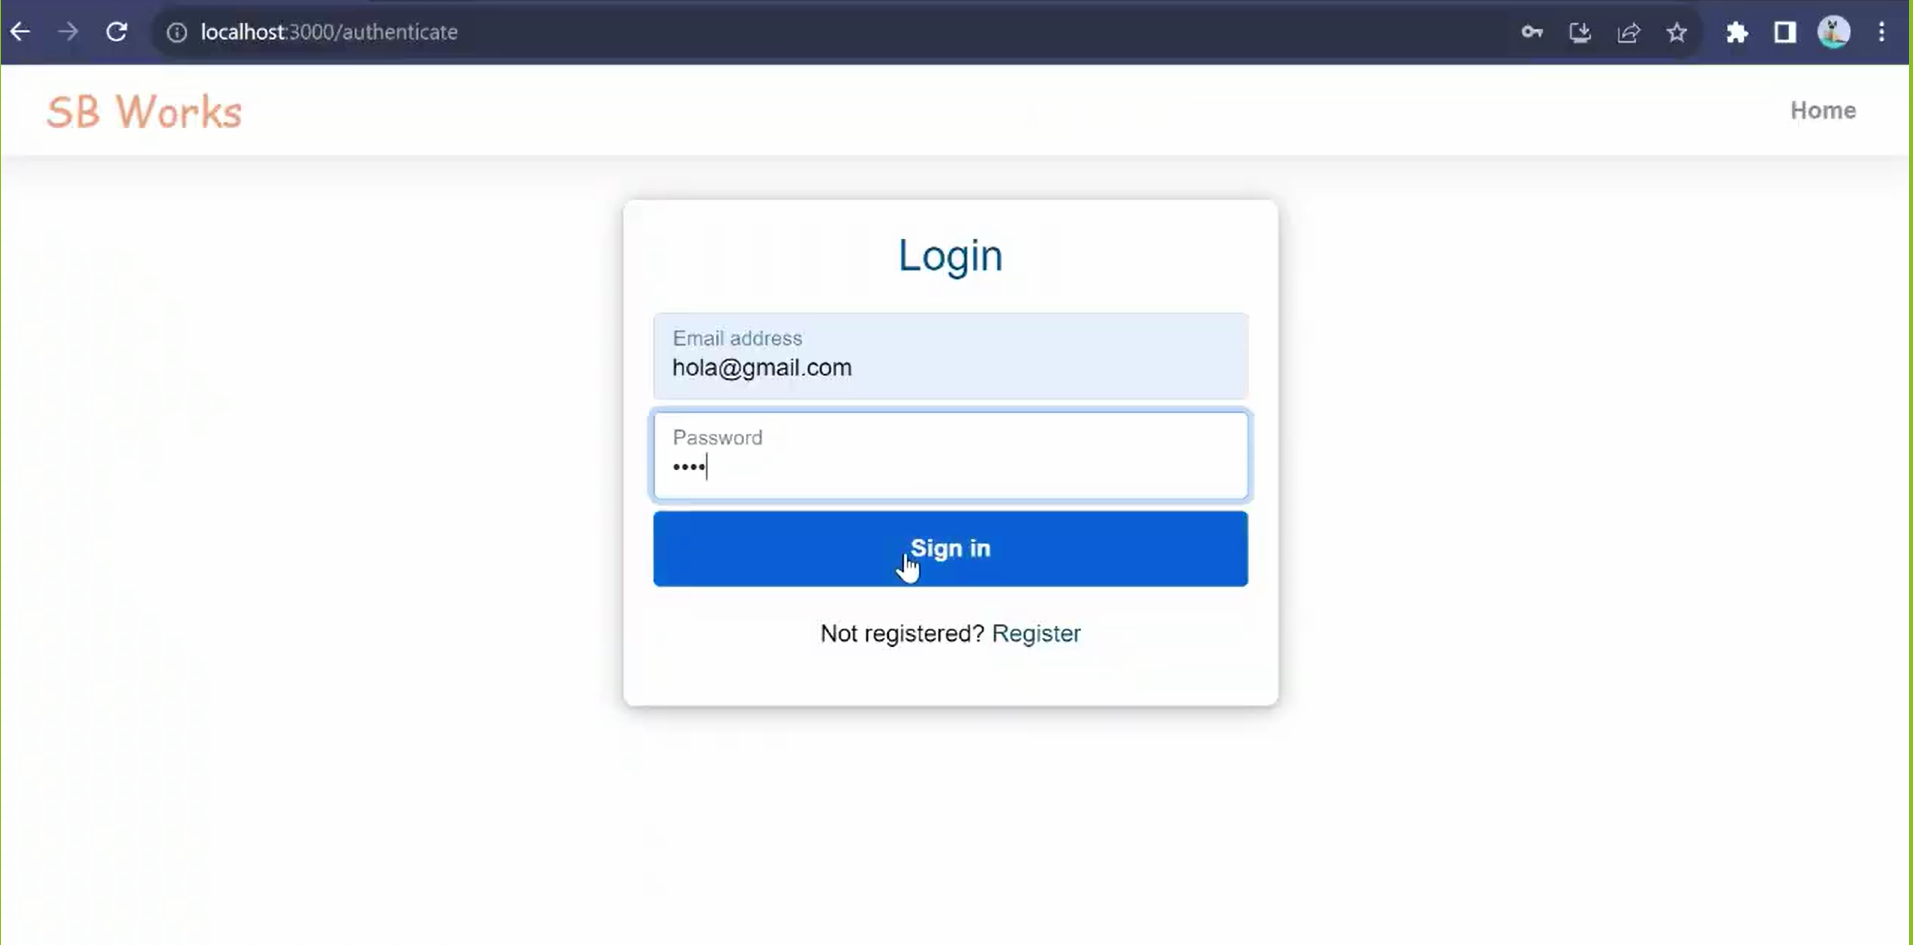 localhost:3000/authenticate
SB Works
Home
Login
Email address
hola@gmail.com
Password
••••
Sign in
Not registered? Register